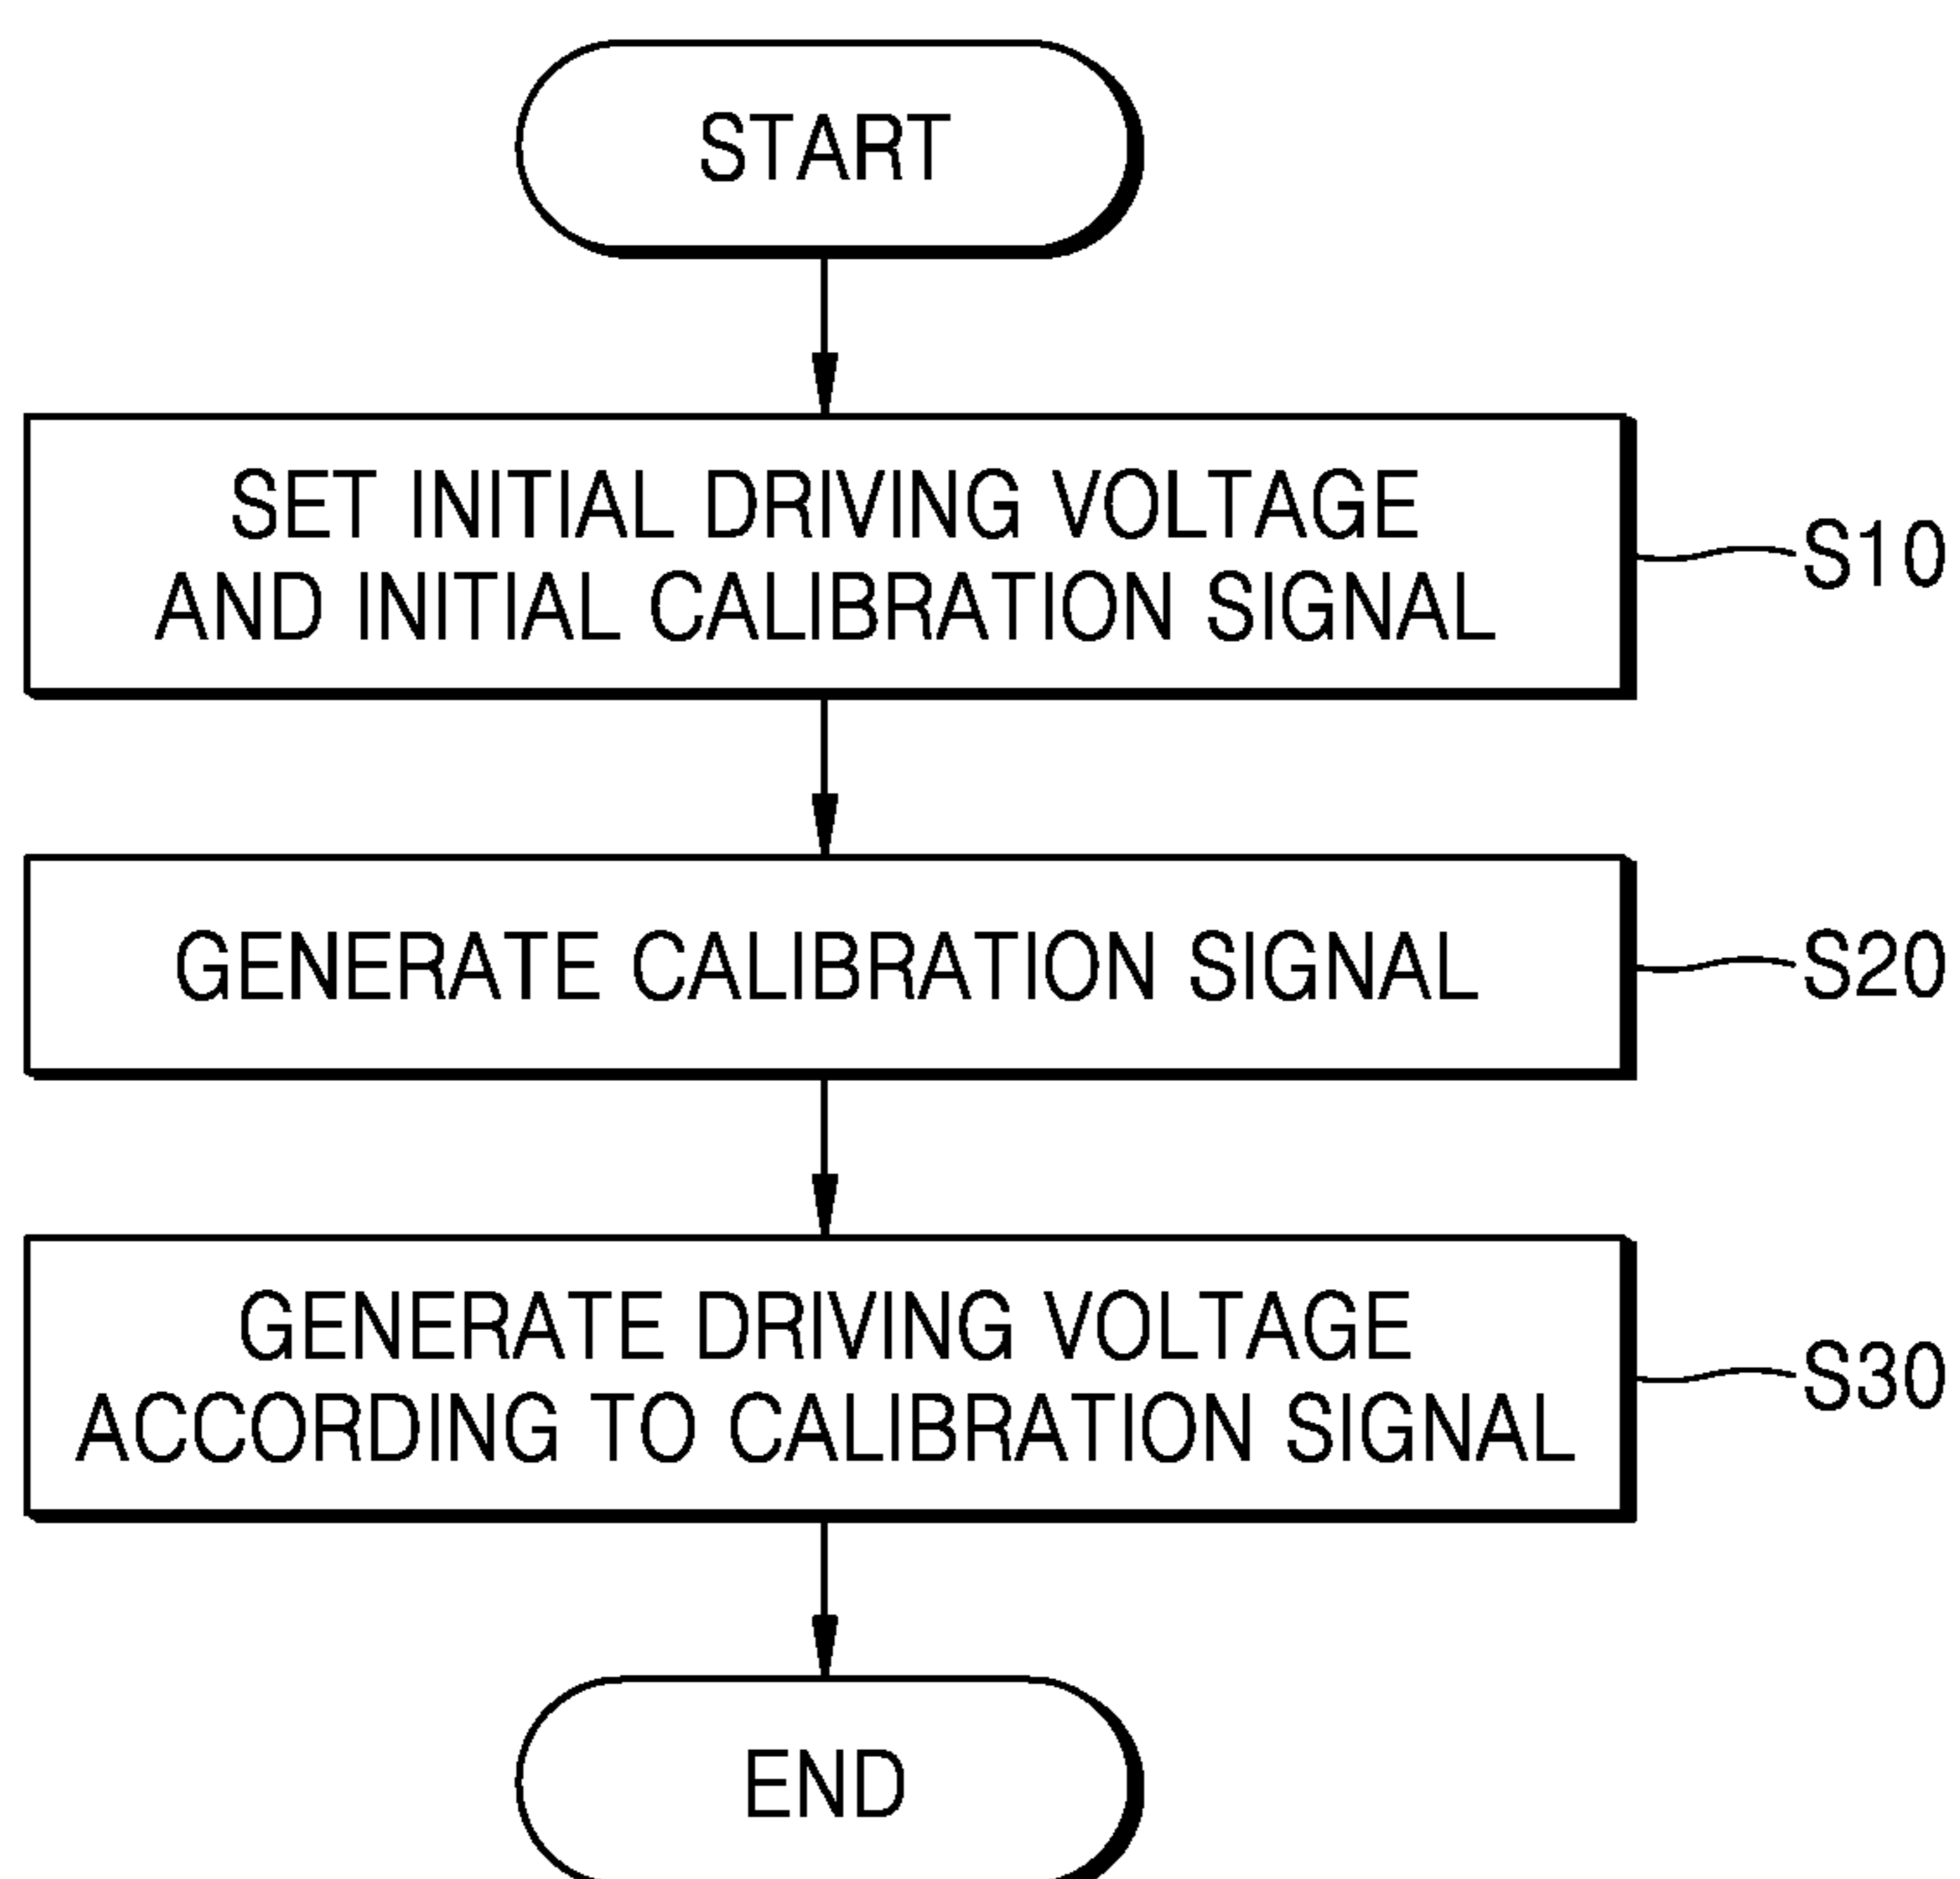 START
SET INITIAL DRIVING VOLTAGE
AND INITIAL CALIBRATION SIGNAL
S10
GENERATE CALIBRATION SIGNAL
S20
GENERATE DRIVING VOLTAGE
ACCORDING TO CALIBRATION SIGNAL
S30
END